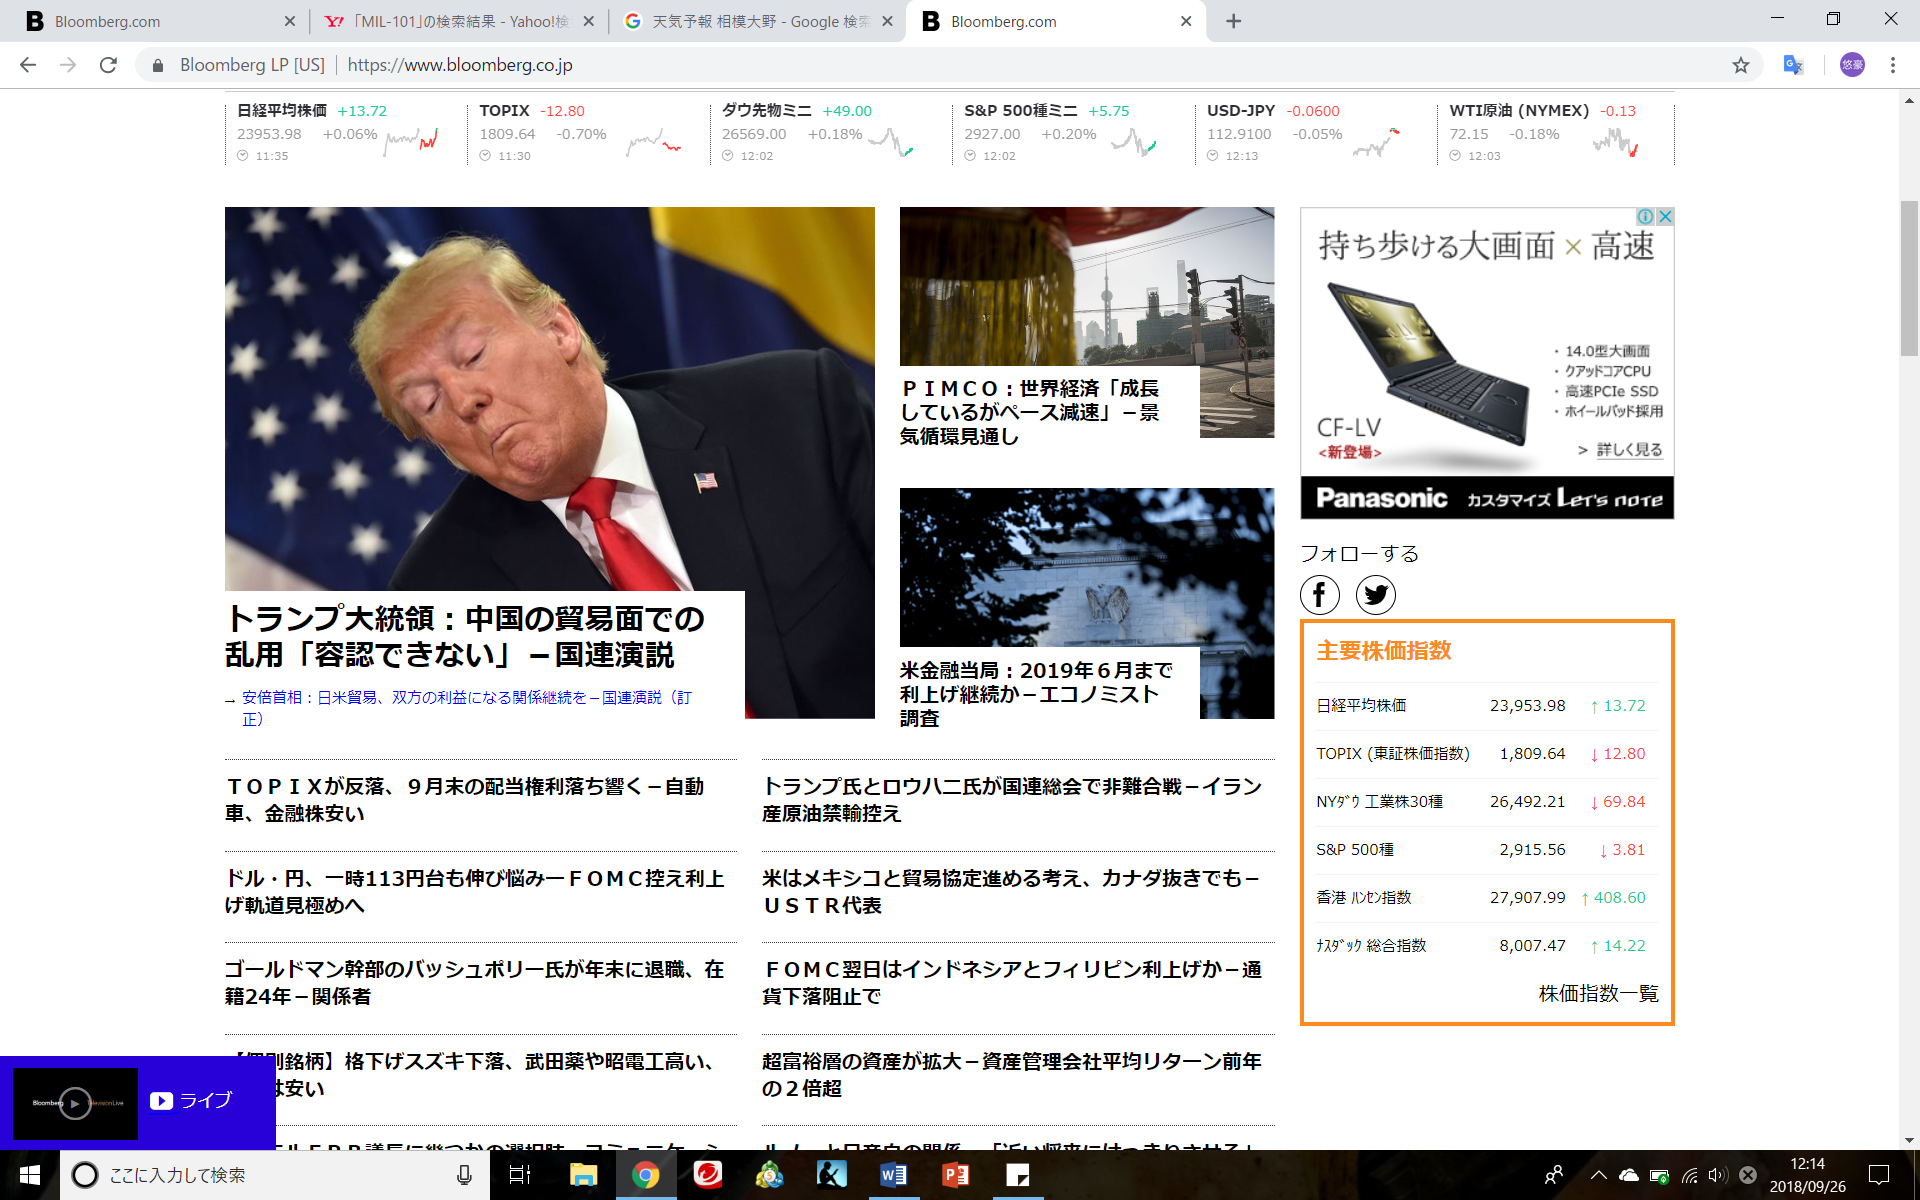 Bloomberg.com
「MIL-101」の検索結果 - Yahoo!検
天気予報 相模大野 - Google 検索
Bloomberg.com
Bloomberg LP [US] https://www.bloomberg.co.jp
悠豪
日経平均株価 +13.72
23953.98 +0.06%
11:35
TOPIX -12.80
1809.64 -0.70%
11:30
ダウ先物ミニ +49.00
26569.00 +0.18%
12:02
S&P 500種ミニ +5.75
2927.00 +0.20%
12:02
USD-JPY -0.0600
112.9100 -0.05%
12:13
WTI原油 (NYMEX) -0.13
72.15 -0.18%
12:03
トランプ大統領：中国の貿易面での
乱用「容認できない」－国連演説
→ 安倍首相：日米貿易、双方の利益になる関係継続を－国連演説（訂
正）
ＰＩＭＣＯ：世界経済「成長
しているがペース減速」－景
気循環見通し
米金融当局：2019年６月まで
利上げ継続か－エコノミスト
調査
持ち歩ける大画面×高速
・14.0型大画面
・クアッドコアCPU
・高速PCIe SSD
・ホイールパッド採用
CF-LV
<新登場>
> 詳しく見る
Panasonic カスタマイズ Let's note
フォローする
主要株価指数
日経平均株価 23,953.98 ↑ 13.72
TOPIX (東証株価指数) 1,809.64 ↓ 12.80
NYﾀﾞｳ 工業株30種 26,492.21 ↓ 69.84
S&P 500種 2,915.56 ↓ 3.81
香港 ﾊﾝｾﾝ指数 27,907.99 ↑ 408.60
ﾅｽﾀﾞｯｸ 総合指数 8,007.47 ↑ 14.22
株価指数一覧
ＴＯＰＩＸが反落、９月末の配当権利落ち響く－自動
車、金融株安い
トランプ氏とロウハニ氏が国連総会で非難合戦－イラン
産原油禁輸控え
ドル・円、一時113円台も伸び悩み―ＦＯＭＣ控え利上
げ軌道見極めへ
米はメキシコと貿易協定進める考え、カナダ抜きでも－
ＵＳＴＲ代表
ゴールドマン幹部のバッシュポリー氏が年末に退職、在
籍24年－関係者
ＦＯＭＣ翌日はインドネシアとフィリピン利上げか－通
貨下落阻止で
【個別銘柄】格下げスズキ下落、武田薬や昭電工高い、
は安い
超富裕層の資産が拡大－資産管理会社平均リターン前年
の２倍超
Bloomberg Television Live
ライブ
ここに入力して検索
12:14
2018/09/26